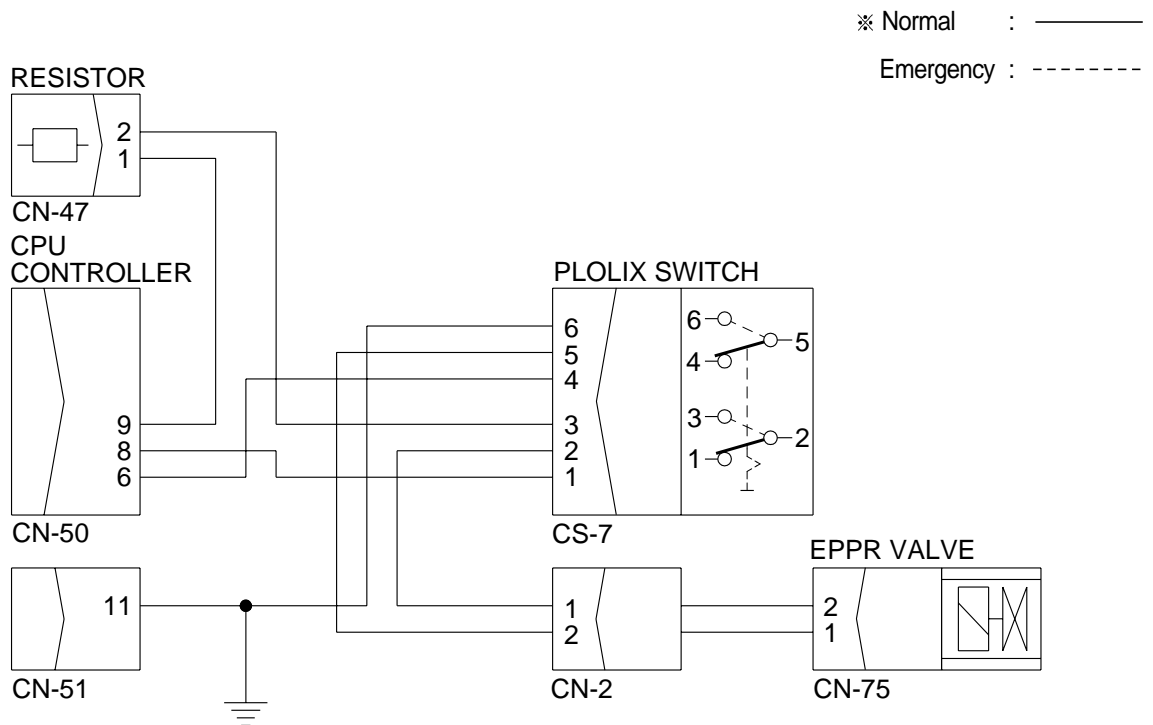 ※ Normal :
Emergency :
RESISTOR
2
1
CN-47
CPU
CONTROLLER
9
8
6
CN-50
PLOLIX SWITCH
6
5
4
3
2
1
6
5
4
3
2
1
CS-7
11
CN-51
1
2
CN-2
EPPR VALVE
2
1
CN-75